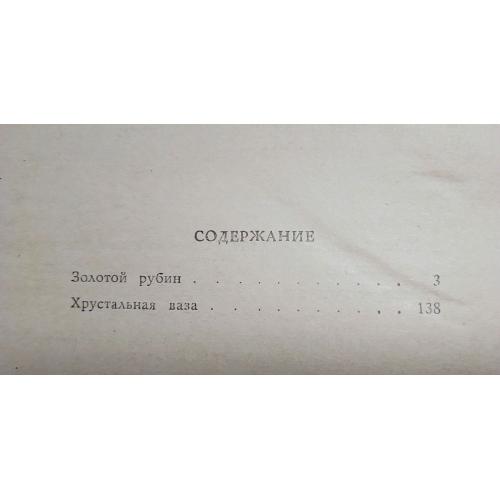 СОДЕРЖАНИЕ
Золотой рубин . . . . . . . . . . . . 3
Хрустальная ваза . . . . . . . . . . 138